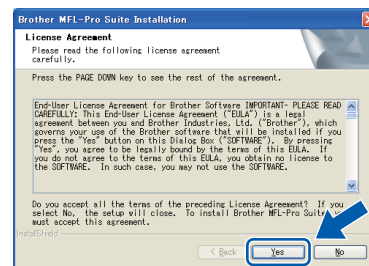 Brother MFL-Pro Suite Installation
License Agreement
Please read the following license agreement
carefully.
Press the PAGE DOWN key to see the rest of the agreement.
End-User License Agreement for Brother Software IMPORTANT- PLEASE READ
CAREFULLY: This End-User License Agreement ("EULA") is a legal
agreement between you and Brother Industries, Ltd. ("Brother"), which
governs your use of the Brother software that will be installed if you
press the "Yes" button on this Dialog Box ("SOFTWARE"). By pressing
"Yes", you agree to be legally bound by the terms of this EULA. If
you do not agree to the terms of this EULA, you obtain no license to
the SOFTWARE. In such case, you may not use the SOFTWARE.
Do you accept all the terms of the preceding License Agreement? If you
select No, the setup will close. To install Brother MFL-Pro Suite,
must accept this agreement.
InstallShield
< Back
Yes
No